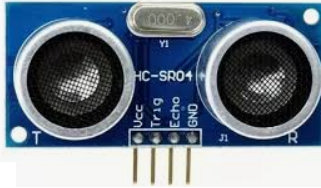 Y1
HC-SR04
Vcc
Trig
Echo
GND
T
J1
R